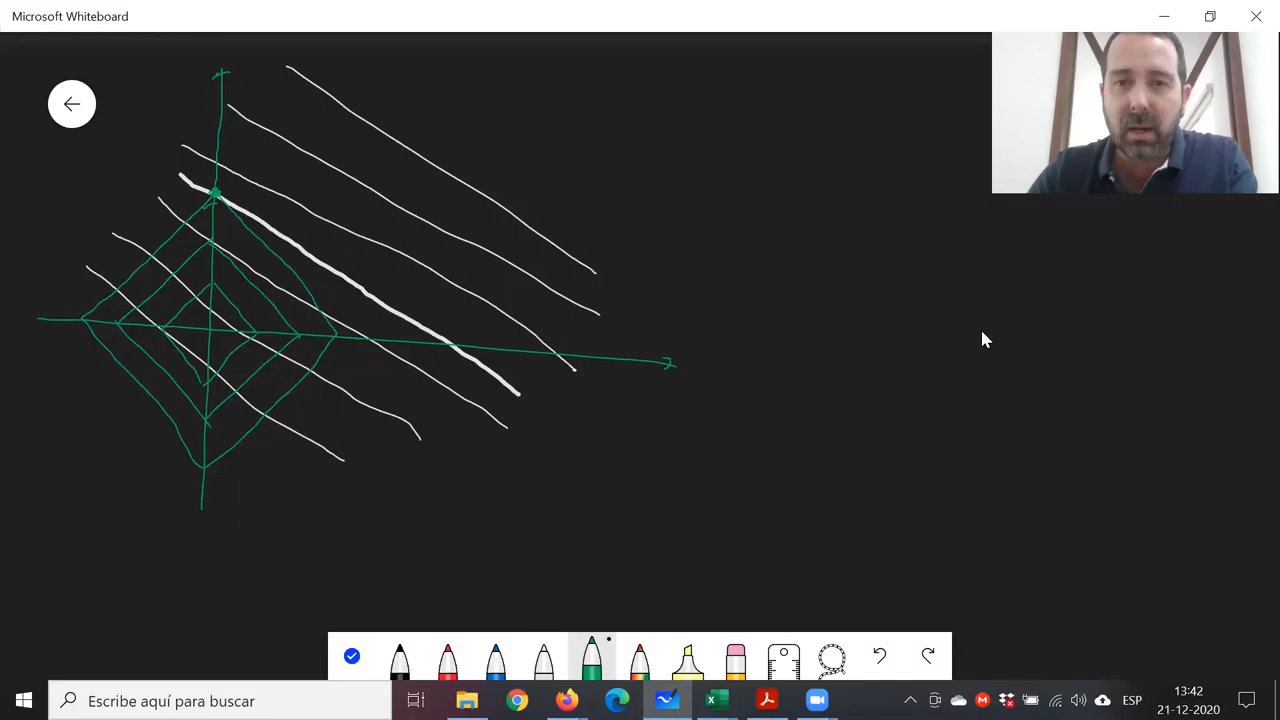 Microsoft Whiteboard
Escribe aquí para buscar
ESP
13:42
21-12-2020